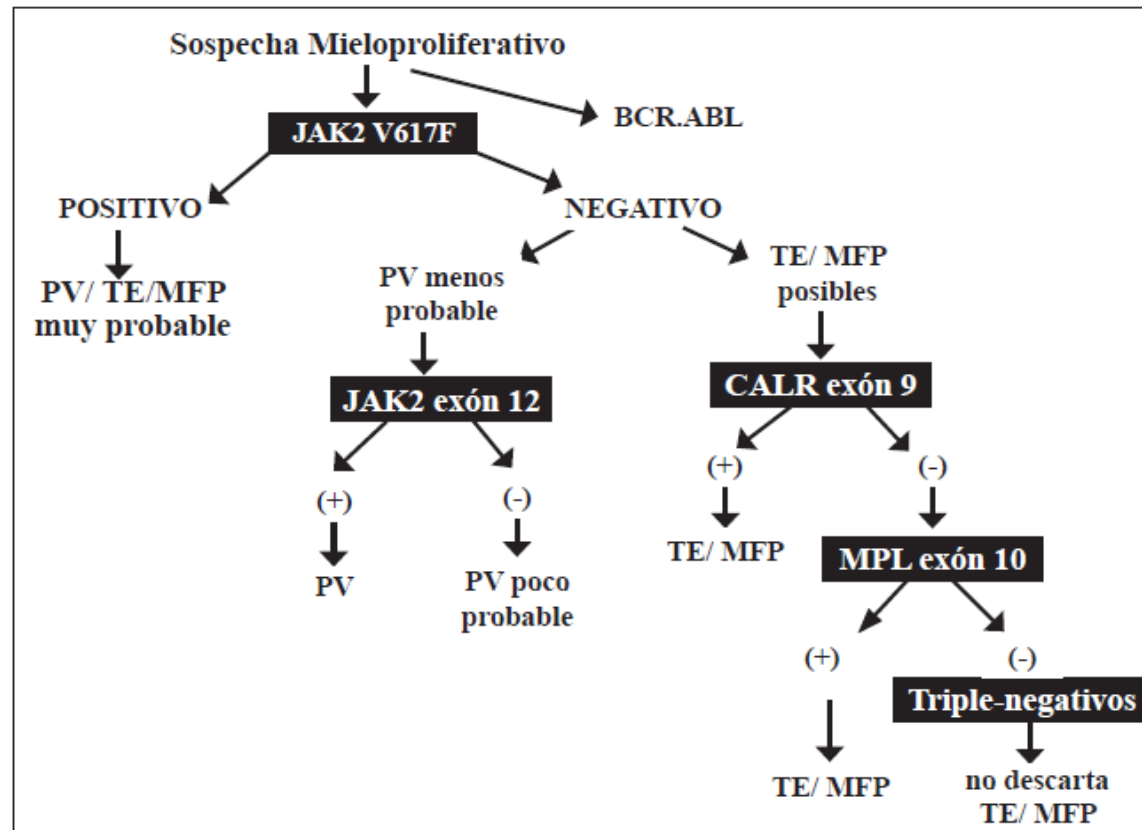 Sospecha Mieloproliferativo
BCR.ABL
JAK2 V617F
POSITIVO
NEGATIVO
PV/ TE/MFP
muy probable
PV menos
probable
TE/ MFP
posibles
JAK2 exón 12
CALR exón 9
(+)
(-)
(+)
(-)
PV
PV poco
probable
TE/ MFP
MPL exón 10
(+)
(-)
Triple-negativos
TE/ MFP
no descarta
TE/ MFP